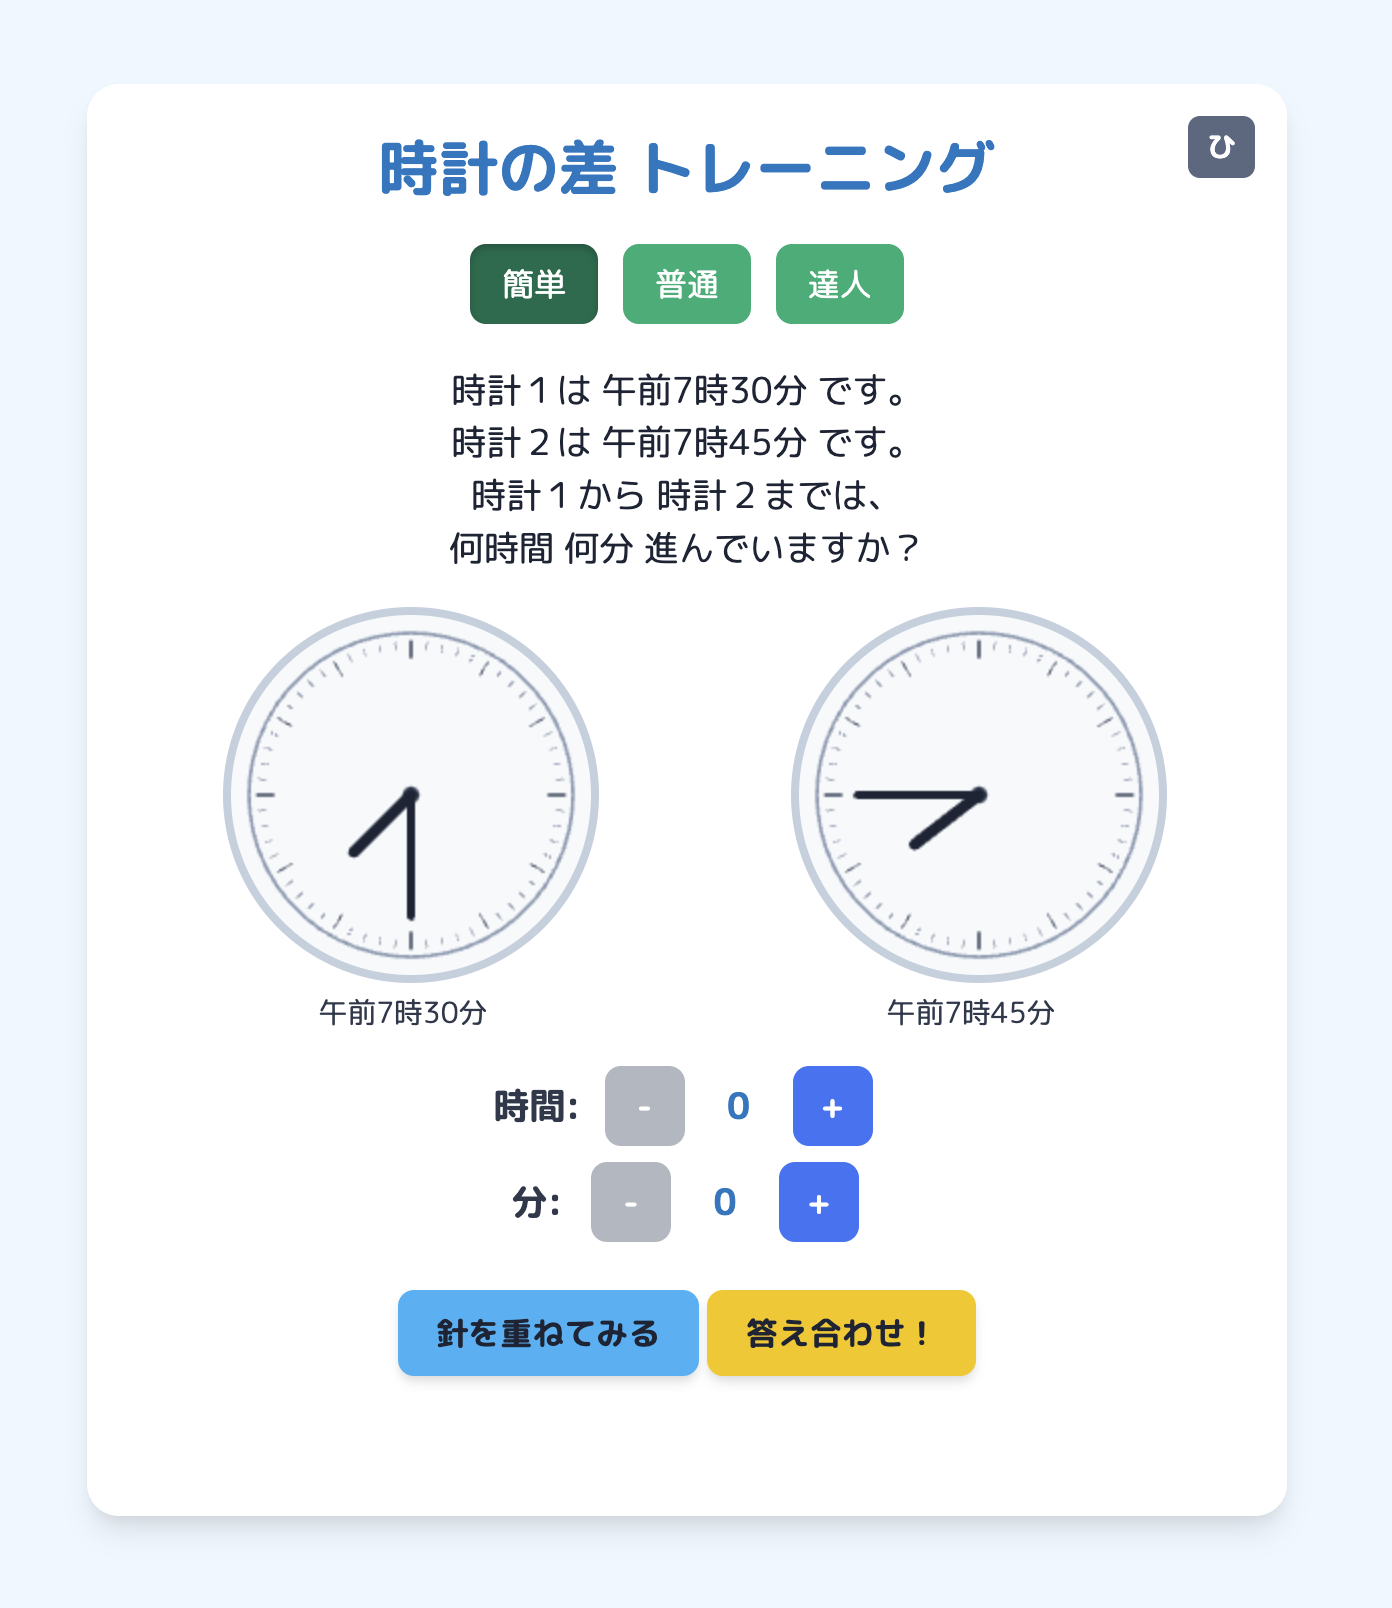 時計の差 トレーニング
ひ
簡単 普通 達人
時計１は 午前7時30分 です。
時計２は 午前7時45分 です。
時計１から 時計２までは、
何時間 何分 進んでいますか？
午前7時30分 午前7時45分
時間: - 0 +
分: - 0 +
針を重ねてみる 答え合わせ！